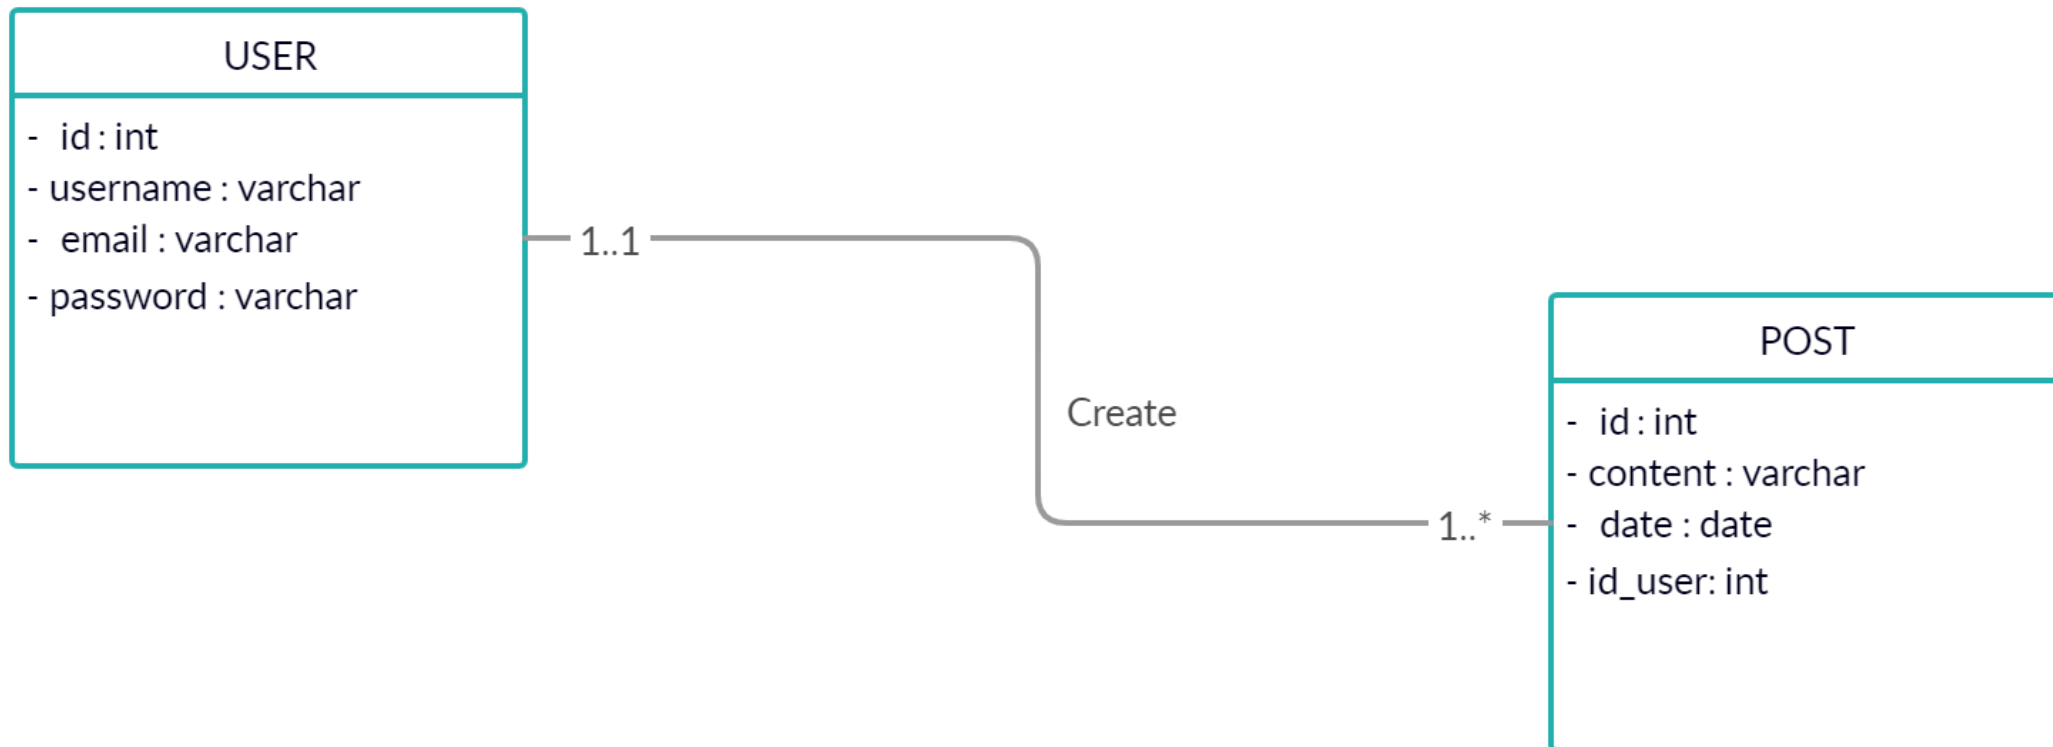 USER
- id : int
- username : varchar
- email : varchar
- password : varchar
1..1
Create
1..*
POST
- id : int
- content : varchar
- date : date
- id_user: int